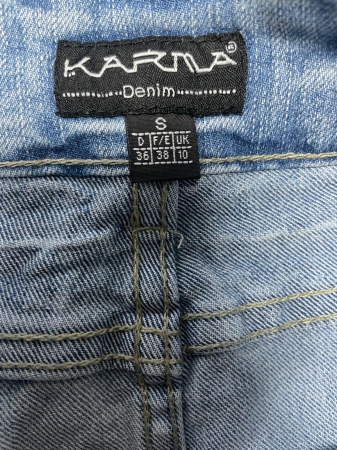 KARMA®
Denim
S
D F/E UK
36 38 10